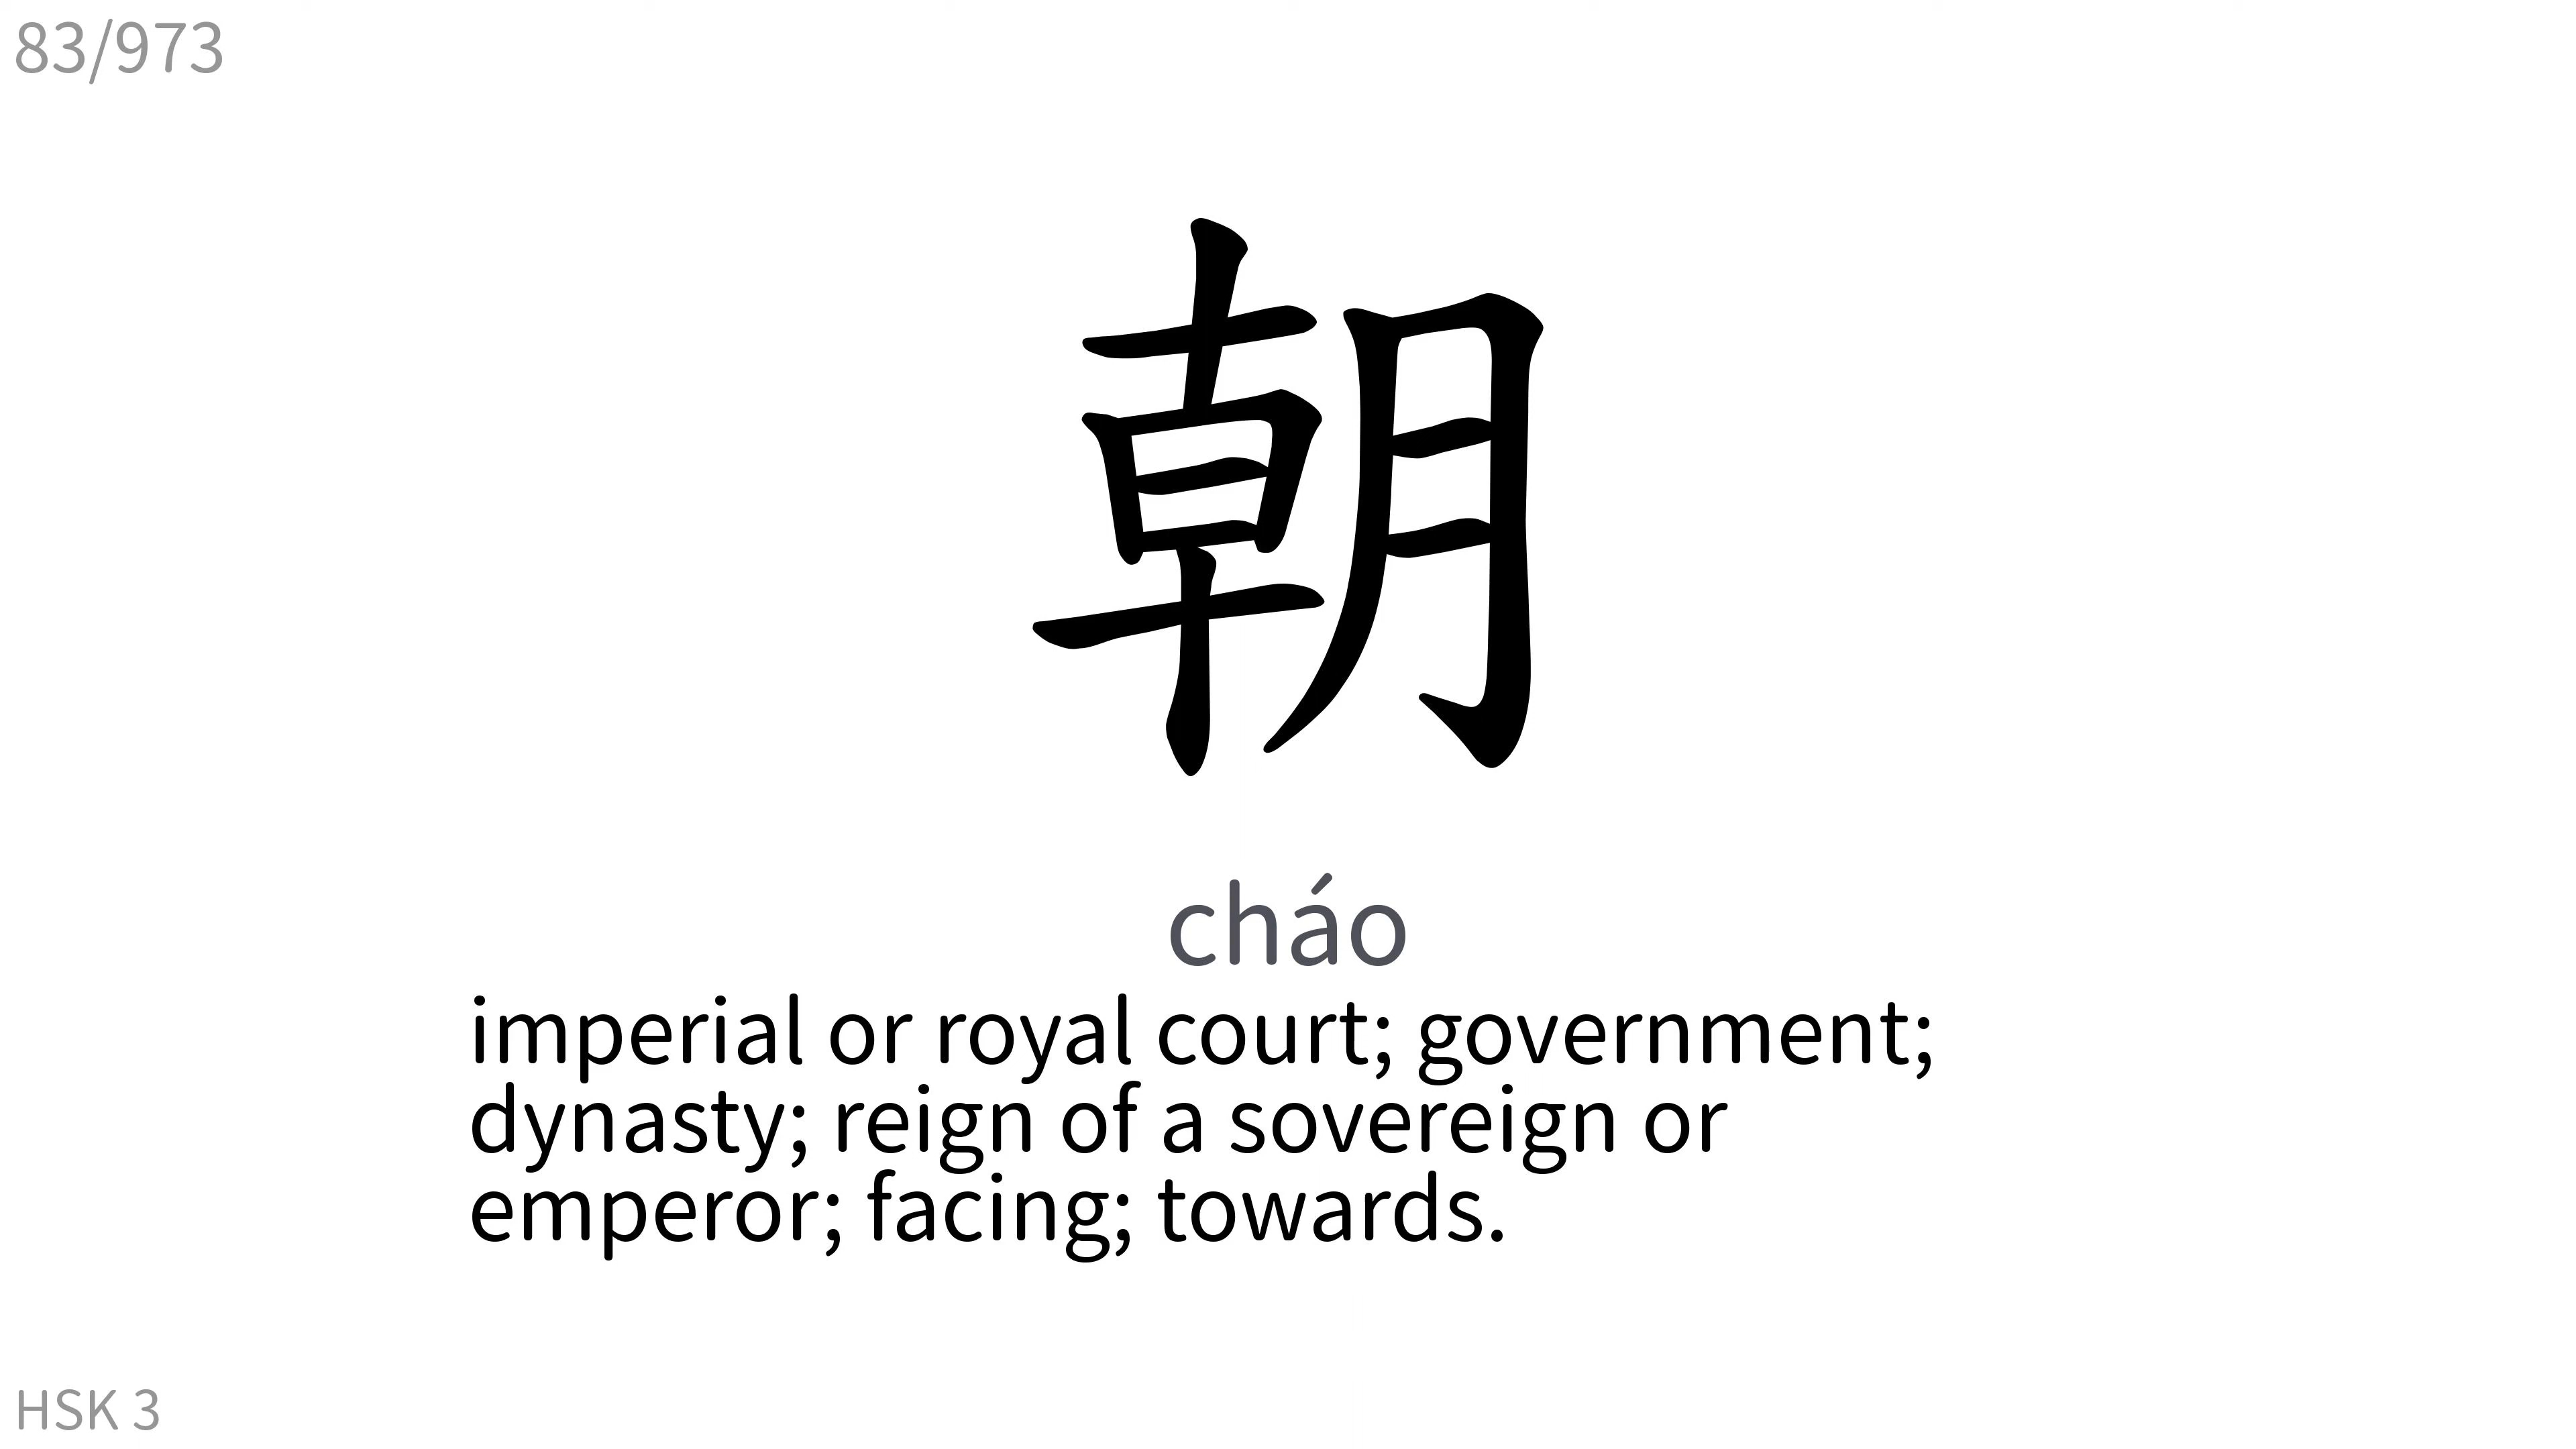 83/973
朝
cháo
imperial or royal court; government;
dynasty; reign of a sovereign or
emperor; facing; towards.
HSK 3